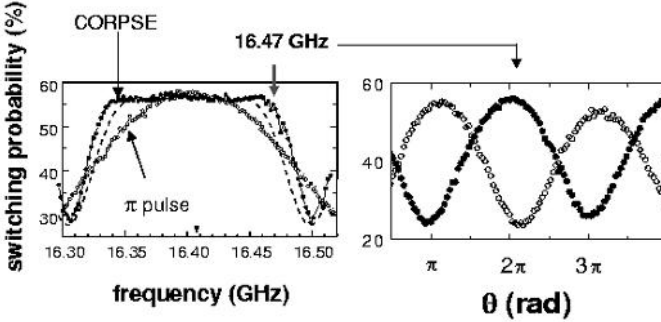 CORPSE
16.47 GHz
switching probability (%)
60
50
40
30
π pulse
16.30
16.35
16.40
16.45
16.50
frequency (GHz)
60
40
20
π
2π
3π
θ (rad)